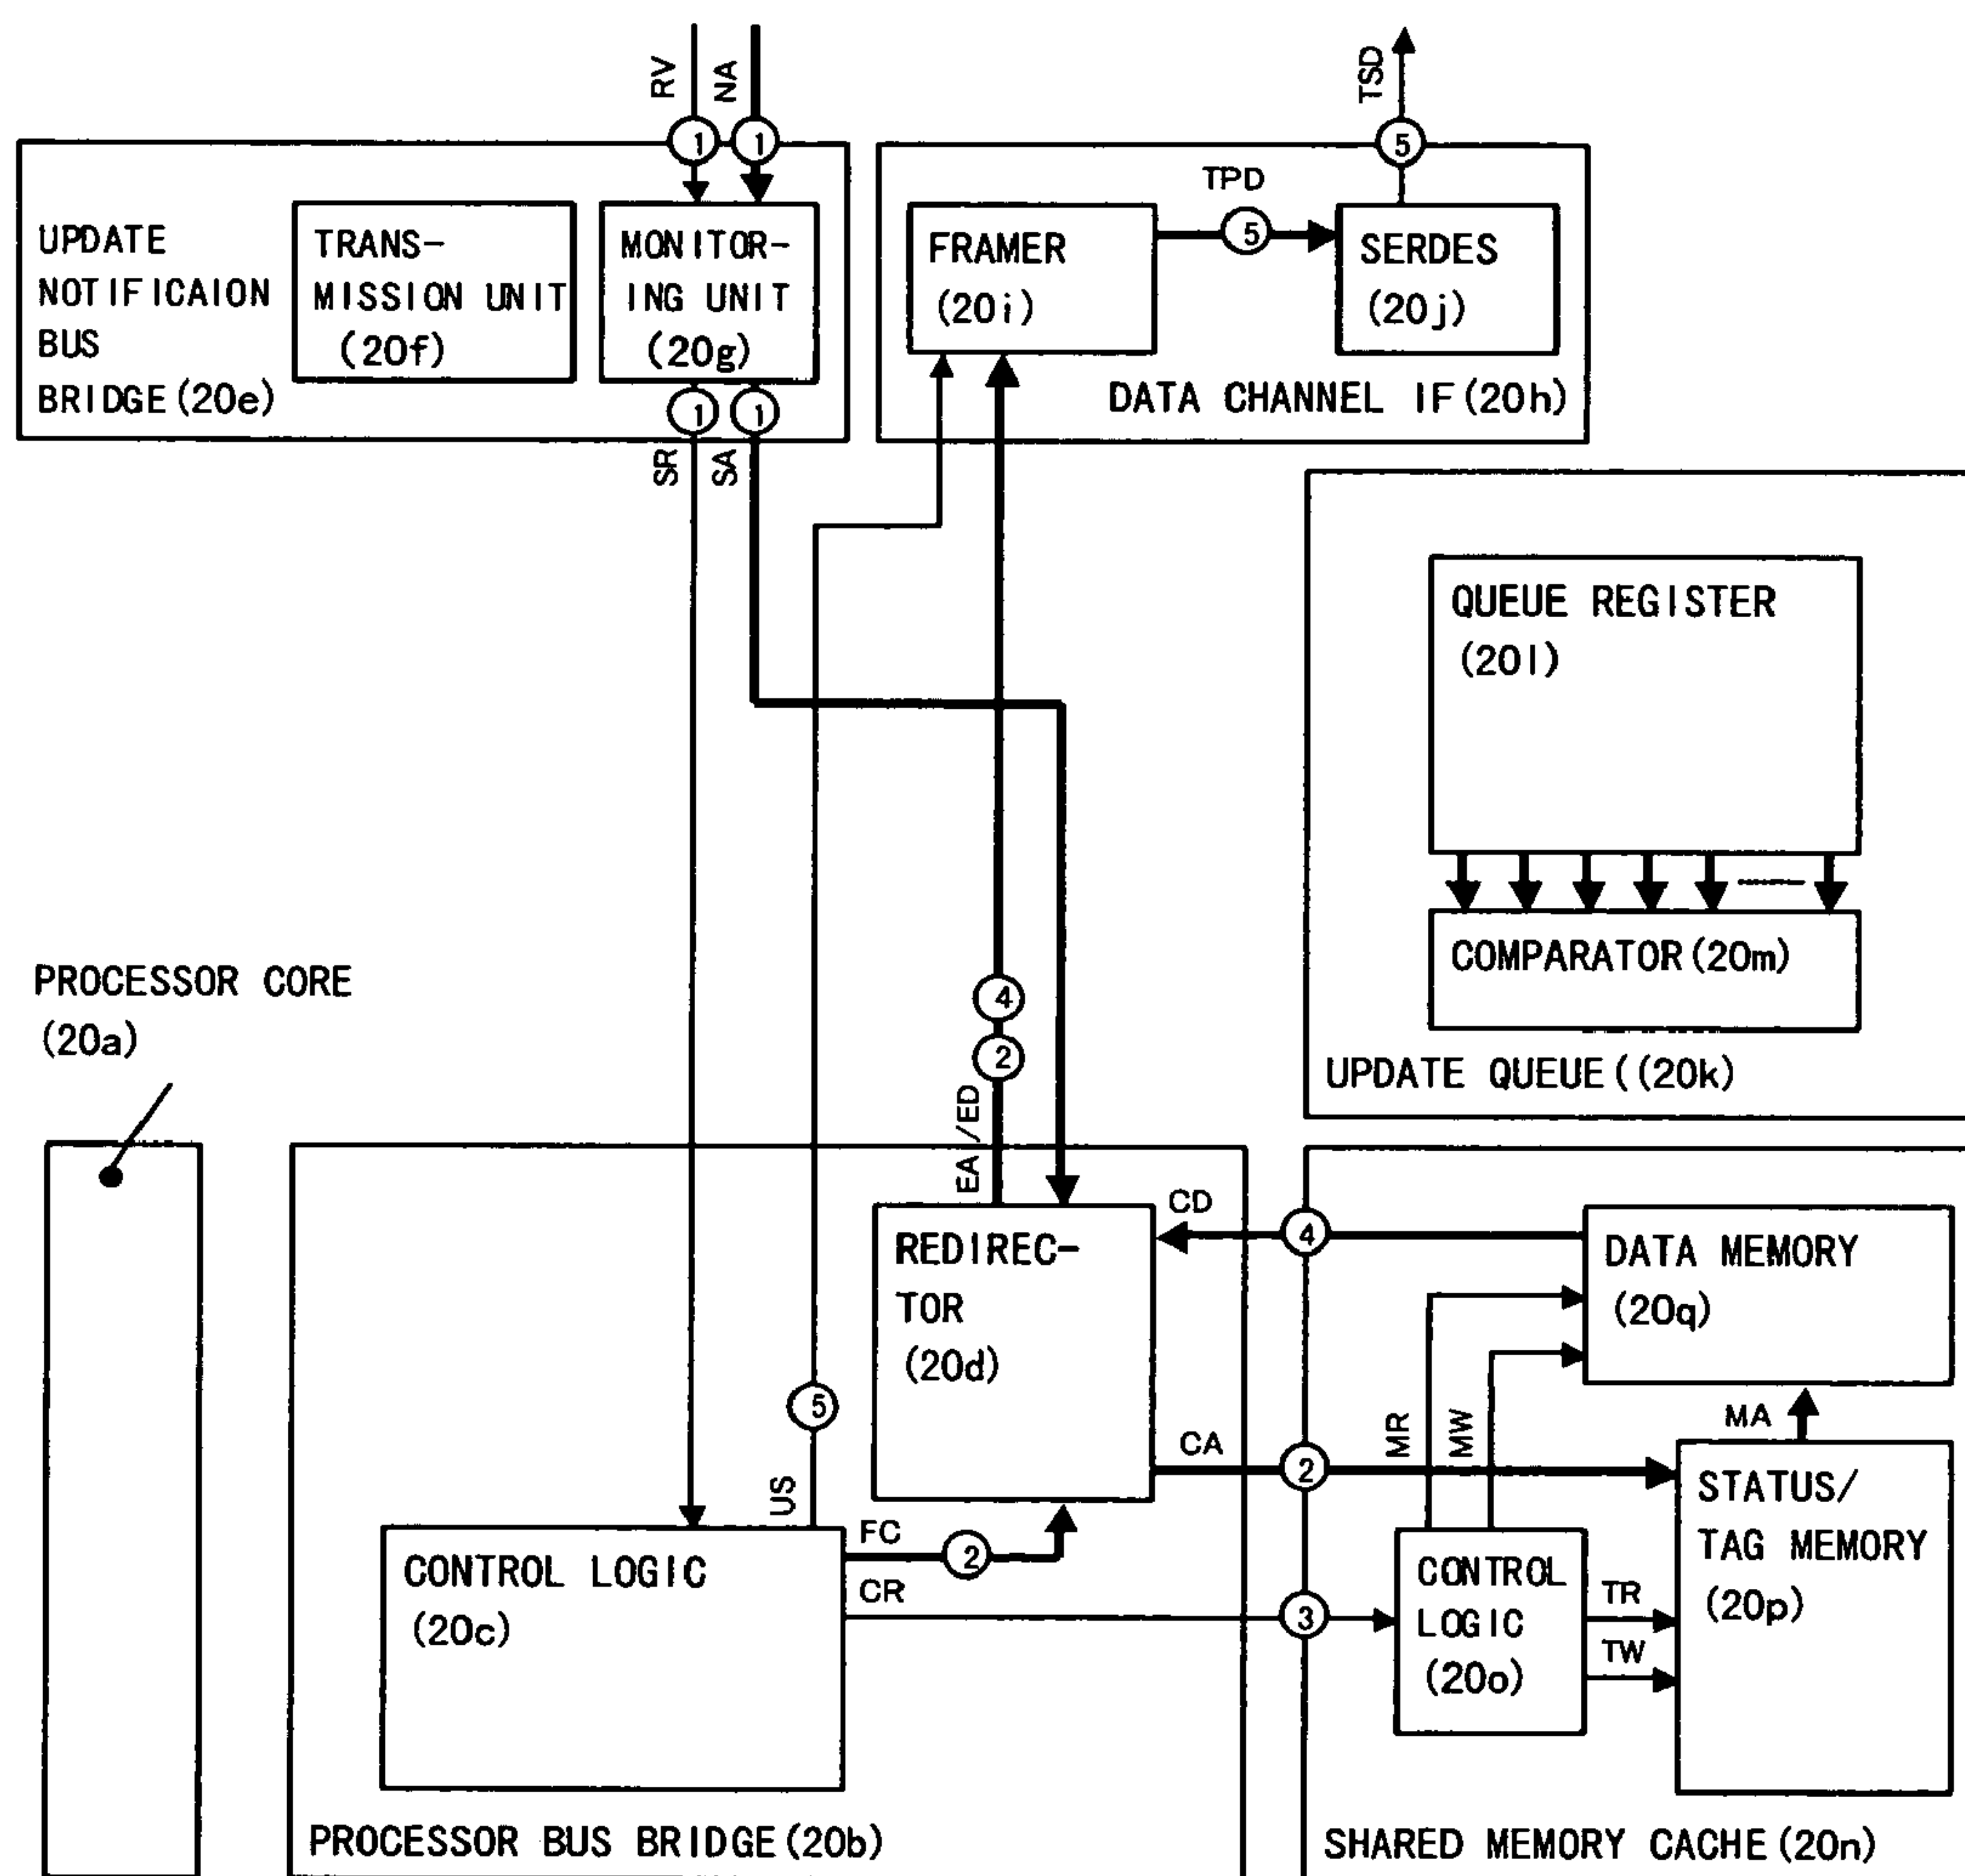 RV
NA
TSD
1
1
5
UPDATE
NOTIFICAION
BUS
BRIDGE(20e)
TRANS-
MISSION UNIT
(20f)
MONITOR-
ING UNIT
(20g)
1
1
SR
SA
FRAMER
(20i)
TPD
5
SERDES
(20j)
DATA CHANNEL IF(20h)
QUEUE REGISTER
(20l)
COMPARATOR(20m)
UPDATE QUEUE((20k)
PROCESSOR CORE
(20a)
4
2
EA/ED
REDIREC-
TOR
(20d)
CD
4
DATA MEMORY
(20q)
5
US
CA
2
MR
MW
MA
STATUS/
TAG MEMORY
(20p)
CONTROL LOGIC
(20c)
FC
2
CR
3
CONTROL
LOGIC
(20o)
TR
TW
PROCESSOR BUS BRIDGE(20b)
SHARED MEMORY CACHE(20n)